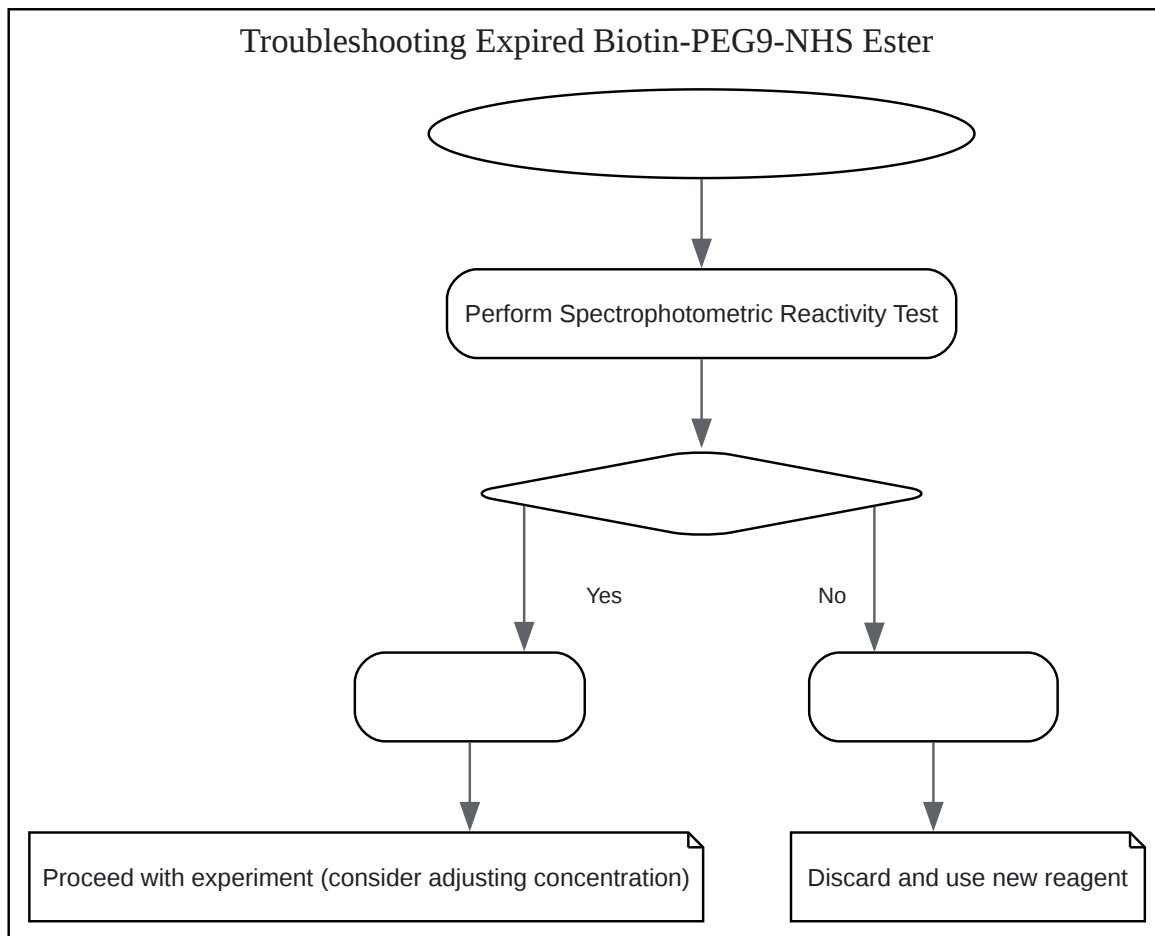 Troubleshooting Expired Biotin-PEG9-NHS Ester
Perform Spectrophotometric Reactivity Test
Yes
No
Proceed with experiment (consider adjusting concentration)
Discard and use new reagent